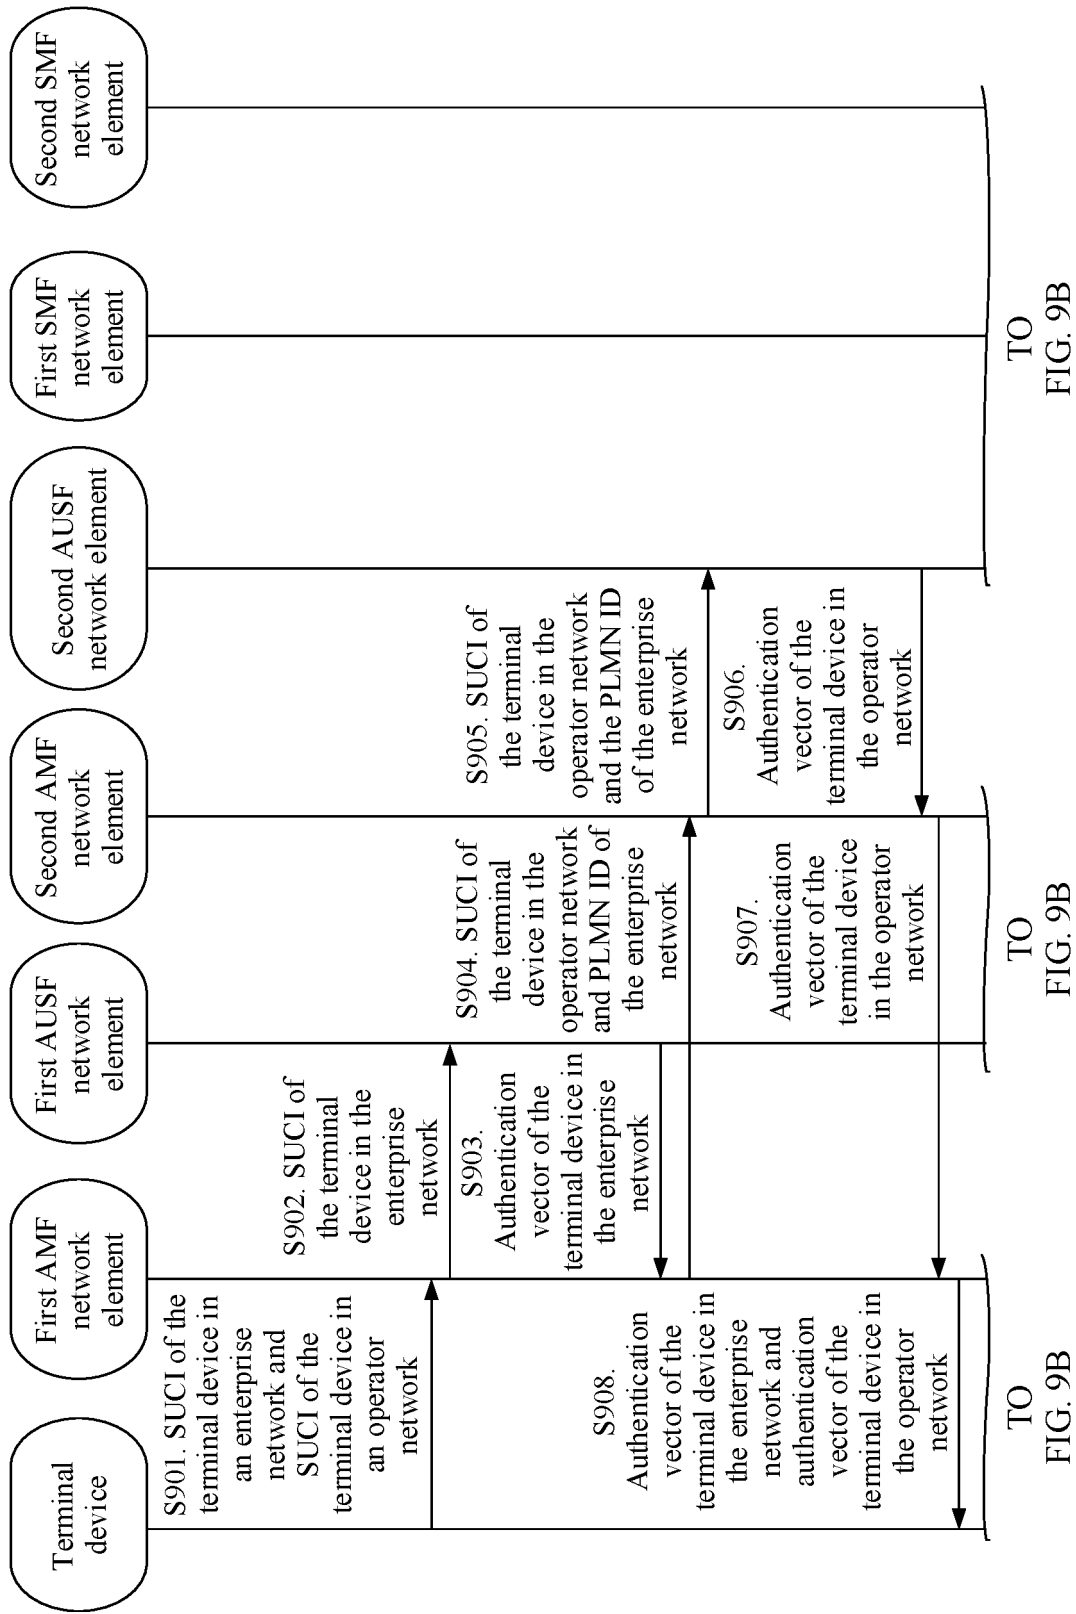 Terminal
device
First AMF
network
element
First AUSF
network
element
Second AMF
network
element
Second AUSF
network element
First SMF
network
element
Second SMF
network
element
S901. SUCI of the
terminal device in
an enterprise
network and
SUCI of the
terminal device in
an operator
network
S902. SUCI of
the terminal
device in the
enterprise
network
S903.
Authentication
vector of the
terminal device in
the enterprise
network
S904. SUCI of
the terminal
device in the
operator network
and PLMN ID of
the enterprise
network
S905. SUCI of
the terminal
device in the
operator network
and the PLMN ID
of the enterprise
network
S906.
Authentication
vector of the
terminal device in
the operator
network
S907.
Authentication
vector of the
terminal device
in the operator
network
S908.
Authentication
vector of the
terminal device in
the enterprise
network and
authentication
vector of the
terminal device in
the operator
network
TO
FIG. 9B
TO
FIG. 9B
TO
FIG. 9B